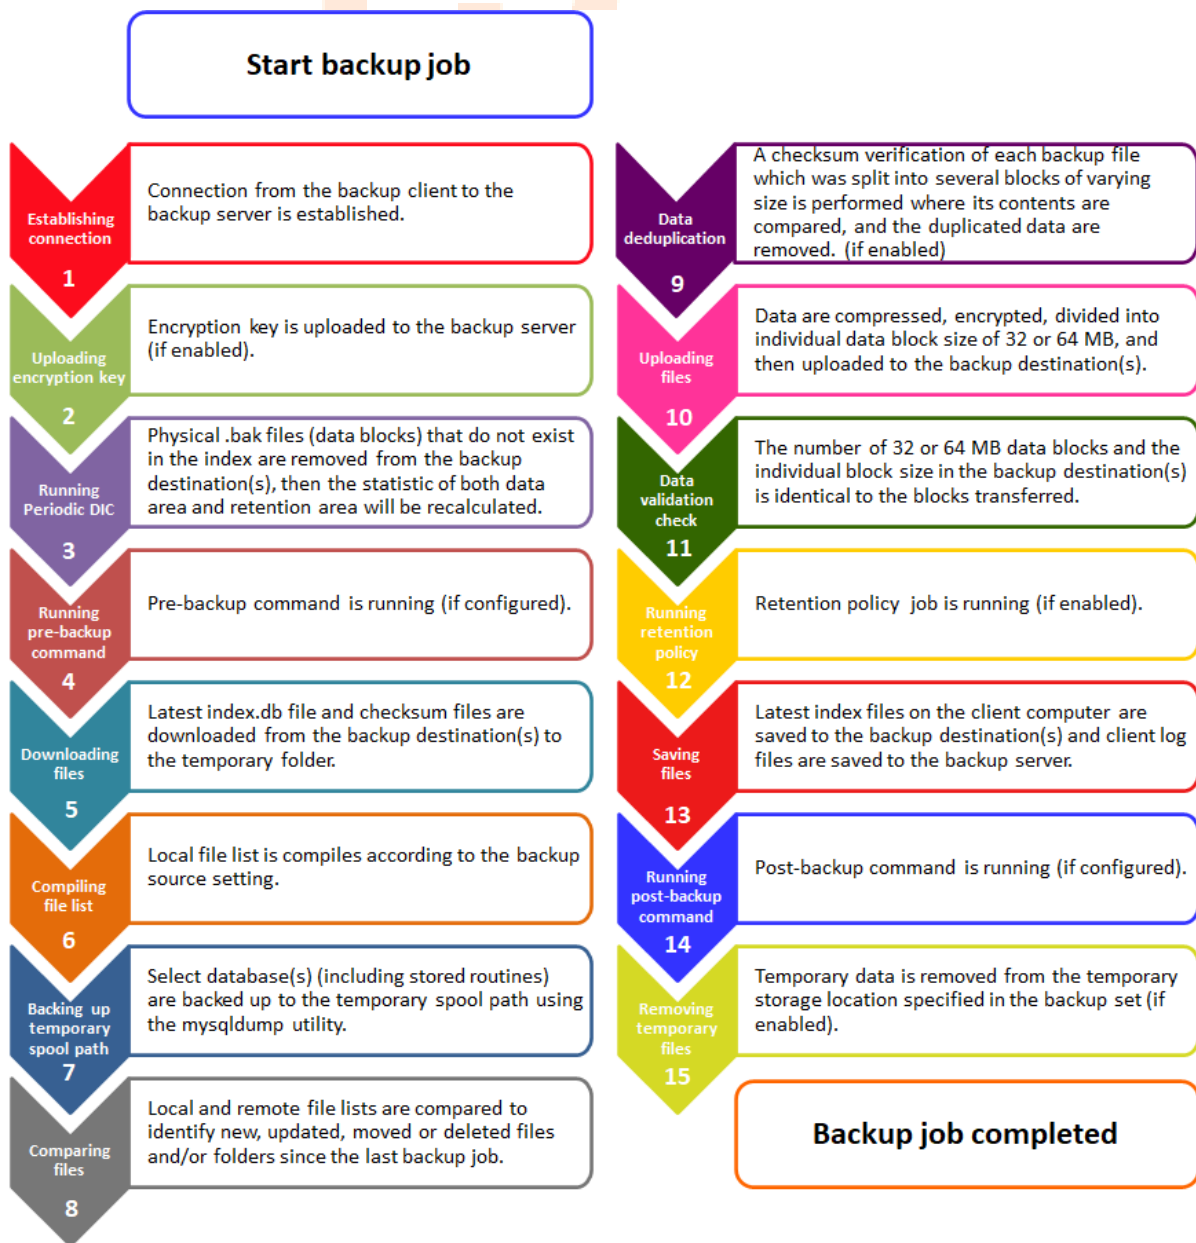 Start backup job
Establishing
connection
1
Connection from the backup client to the
backup server is established.
Uploading
encryption key
2
Encryption key is uploaded to the backup server
(if enabled).
Running
Periodic DIC
3
Physical .bak files (data blocks) that do not exist
in the index are removed from the backup
destination(s), then the statistic of both data
area and retention area will be recalculated.
Running
pre-backup
command
4
Pre-backup command is running (if configured).
Downloading
files
5
Latest index.db file and checksum files are
downloaded from the backup destination(s) to
the temporary folder.
Compiling
file list
6
Local file list is compiles according to the backup
source setting.
Backing up
temporary
spool path
7
Select database(s) (including stored routines)
are backed up to the temporary spool path using
the mysqldump utility.
Comparing
files
8
Local and remote file lists are compared to
identify new, updated, moved or deleted files
and/or folders since the last backup job.
Data
deduplication
9
A checksum verification of each backup file
which was split into several blocks of varying
size is performed where its contents are
compared, and the duplicated data are
removed. (if enabled)
Uploading
files
10
Data are compressed, encrypted, divided into
individual data block size of 32 or 64 MB, and
then uploaded to the backup destination(s).
Data
validation
check
11
The number of 32 or 64 MB data blocks and the
individual block size in the backup destination(s)
is identical to the blocks transferred.
Running
retention
policy
12
Retention policy job is running (if enabled).
Saving
files
13
Latest index files on the client computer are
saved to the backup destination(s) and client log
files are saved to the backup server.
Running
post-backup
command
14
Post-backup command is running (if configured).
Removing
temporary
files
15
Temporary data is removed from the temporary
storage location specified in the backup set (if
enabled).
Backup job completed